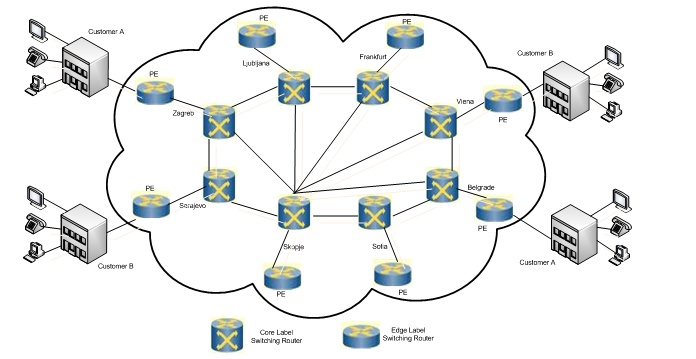 Customer A
PE
PE
Ljubljana
Frankfurt
Customer B
PE
PE
Zagreb
Viena
PE
PE
Sarajevo
Belgrade
PE
Customer B
Skopje
Sofia
Customer A
PE
PE
Core Label
Switching Router
Edge Label
Switching Router